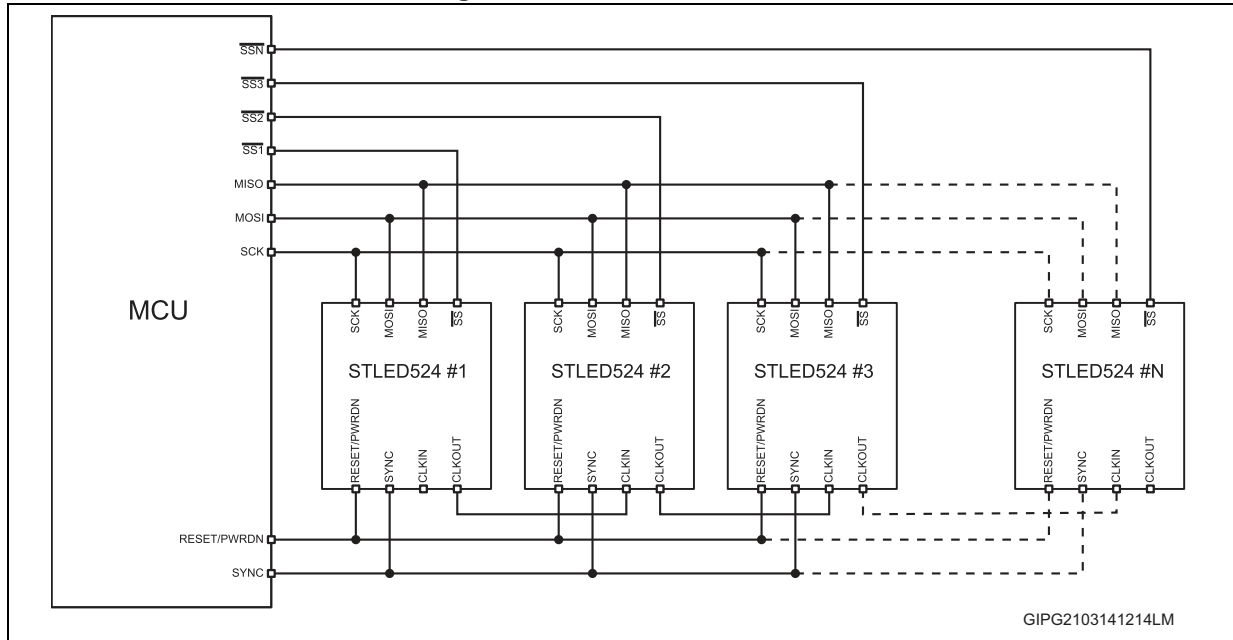 SSN
SS3
SS2
SS1
MISO
MOSI
SCK
MCU
SCK MOSI MISO SS
SCK MOSI MISO SS
SCK MOSI MISO SS
SCK MOSI MISO SS
STLED524 #1
STLED524 #2
STLED524 #3
STLED524 #N
RESET/PWRDN SYNC CLKIN CLKOUT
RESET/PWRDN SYNC CLKIN CLKOUT
RESET/PWRDN SYNC CLKIN CLKOUT
RESET/PWRDN SYNC CLKIN CLKOUT
RESET/PWRDN
SYNC
GIPG2103141214LM